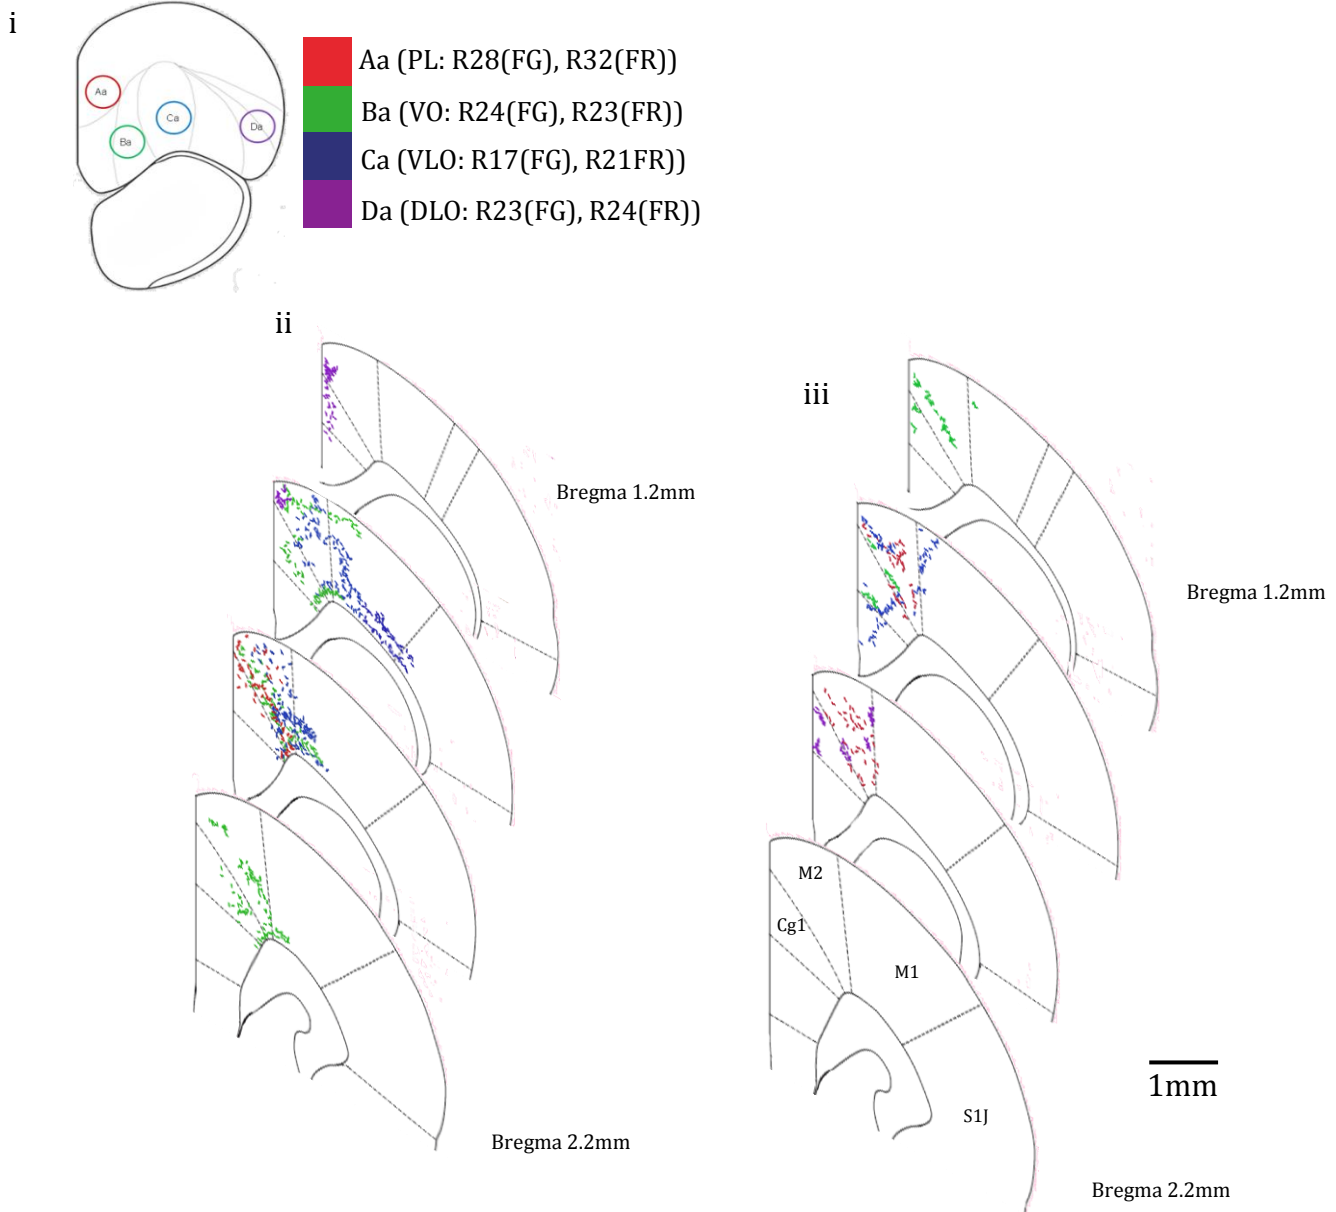 i
Aa
Ba
Ca
Da
Aa (PL: R28(FG), R32(FR))
Ba (VO: R24(FG), R23(FR))
Ca (VLO: R17(FG), R21FR))
Da (DLO: R23(FG), R24(FR))
ii
Bregma 1.2mm
Bregma 2.2mm
iii
Bregma 1.2mm
M2
Cg1
M1
S1J
1mm
Bregma 2.2mm